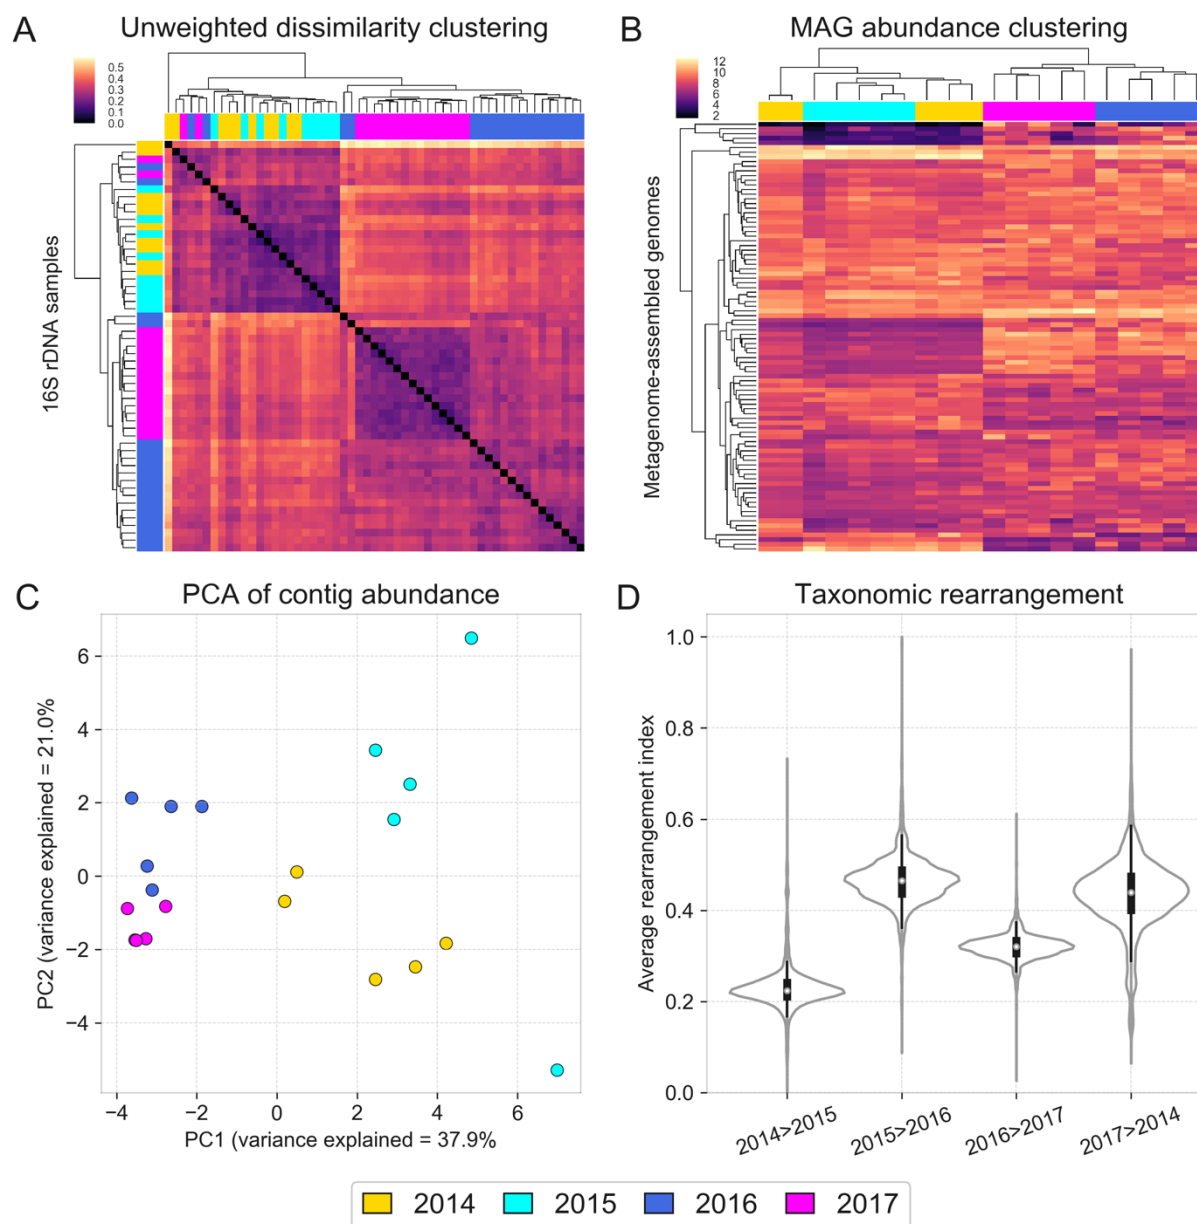 A
Unweighted dissimilarity clustering
0.5
0.4
0.3
0.2
0.1
0.0
16S rDNA samples
B
MAG abundance clustering
12
10
8
6
4
2
Metagenome-assembled genomes
C
PCA of contig abundance
6
4
2
0
−2
−4
PC2 (variance explained = 21.0%
−4
−2
0
2
4
6
PC1 (variance explained = 37.9%
D
Taxonomic rearrangement
1.0
0.8
0.6
0.4
0.2
0.0
Average rearrangement index
2014>2015
2015>2016
2016>2017
2017>2014
2014
2015
2016
2017